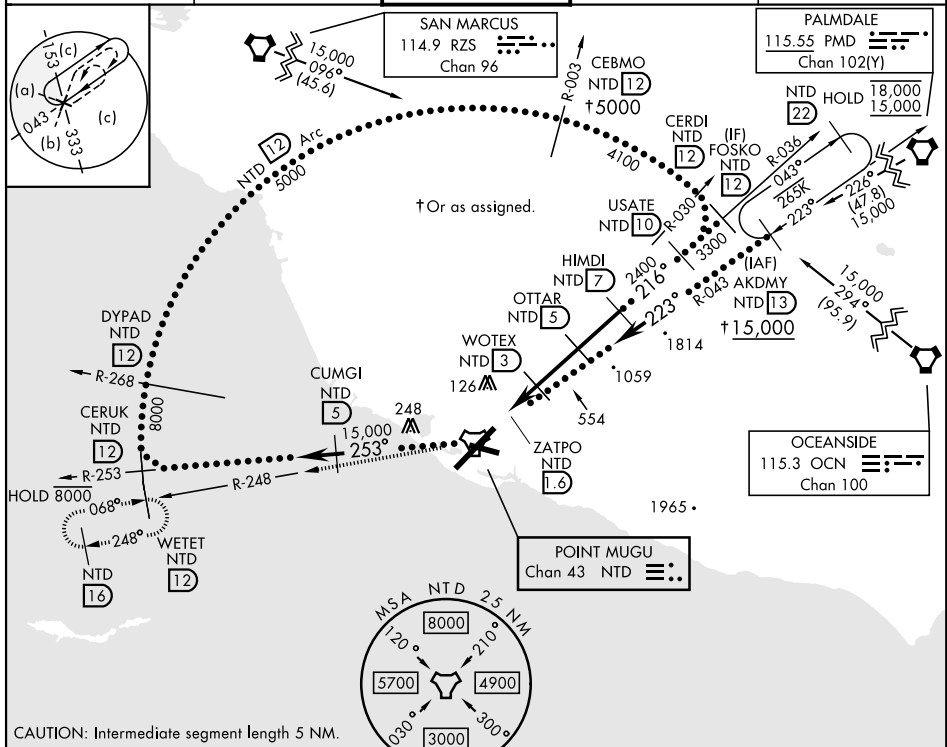 SAN MARCUS
114.9 RZS
Chan 96
PALMDALE
115.55 PMD
Chan 102(Y)
15,000
096°
(45.6)
R-003
CEBMO
NTD 12
†5000
NTD 22
HOLD 18,000
15,000
(c)
153
(a)
043
(b)
333
(c)
NTD 12 Arc
5000
4100
CERDI
NTD
12
(IF)
FOSKO
NTD
12
R-036
043°
265K
223°
226°
(47.8)
15,000
†Or as assigned.
R-030
USATE
NTD 10
3300
2400
216°
HIMDI
NTD 7
(IAF)
AKDMY
NTD 13
†15,000
R-043
223°
15,000
294°
(95.9)
OTTAR
NTD 5
DYPAD
NTD
12
R-268
WOTEX
NTD 3
1814
1059
126
554
CUMGI
NTD
5
248
8000
CERUK
NTD
12
15,000
253°
R-253
R-248
ZATPO
NTD
1.6
OCEANSIDE
115.3 OCN
Chan 100
HOLD 8000
068°
248°
WETET
NTD
12
NTD
16
1965
POINT MUGU
Chan 43 NTD
MSA NTD 25 NM
120°
8000
210°
5700
4900
030°
3000
300°
CAUTION: Intermediate segment length 5 NM.